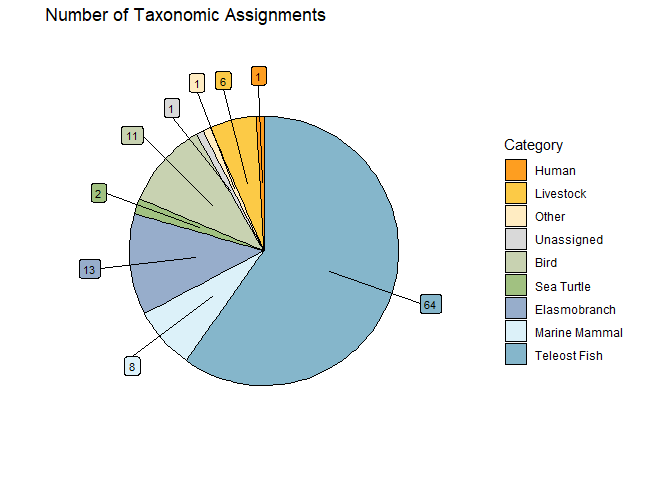 Number of Taxonomic Assignments
1
6
1
1
11
2
13
8
64
Category
Human
Livestock
Other
Unassigned
Bird
Sea Turtle
Elasmobranch
Marine Mammal
Teleost Fish